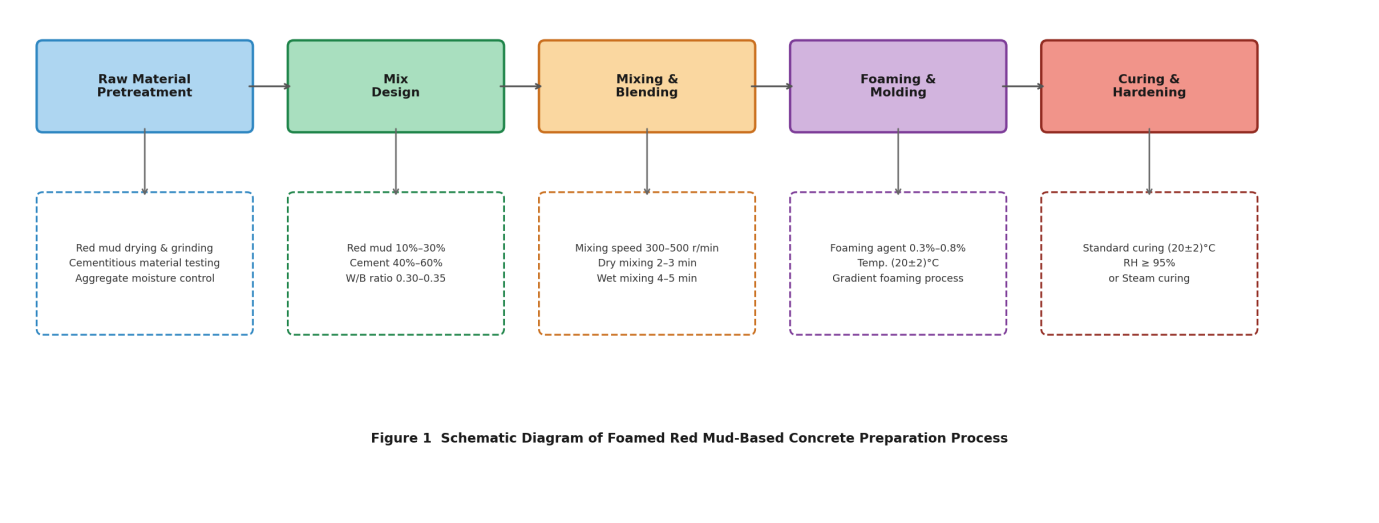 Raw Material
Pretreatment
Mix
Design
Mixing &
Blending
Foaming &
Molding
Curing &
Hardening
Red mud drying & grinding
Cementitious material testing
Aggregate moisture control
Red mud 10%–30%
Cement 40%–60%
W/B ratio 0.30–0.35
Mixing speed 300–500 r/min
Dry mixing 2–3 min
Wet mixing 4–5 min
Foaming agent 0.3%–0.8%
Temp. (20±2)°C
Gradient foaming process
Standard curing (20±2)°C
RH ≥ 95%
or Steam curing
Figure 1  Schematic Diagram of Foamed Red Mud-Based Concrete Preparation Process